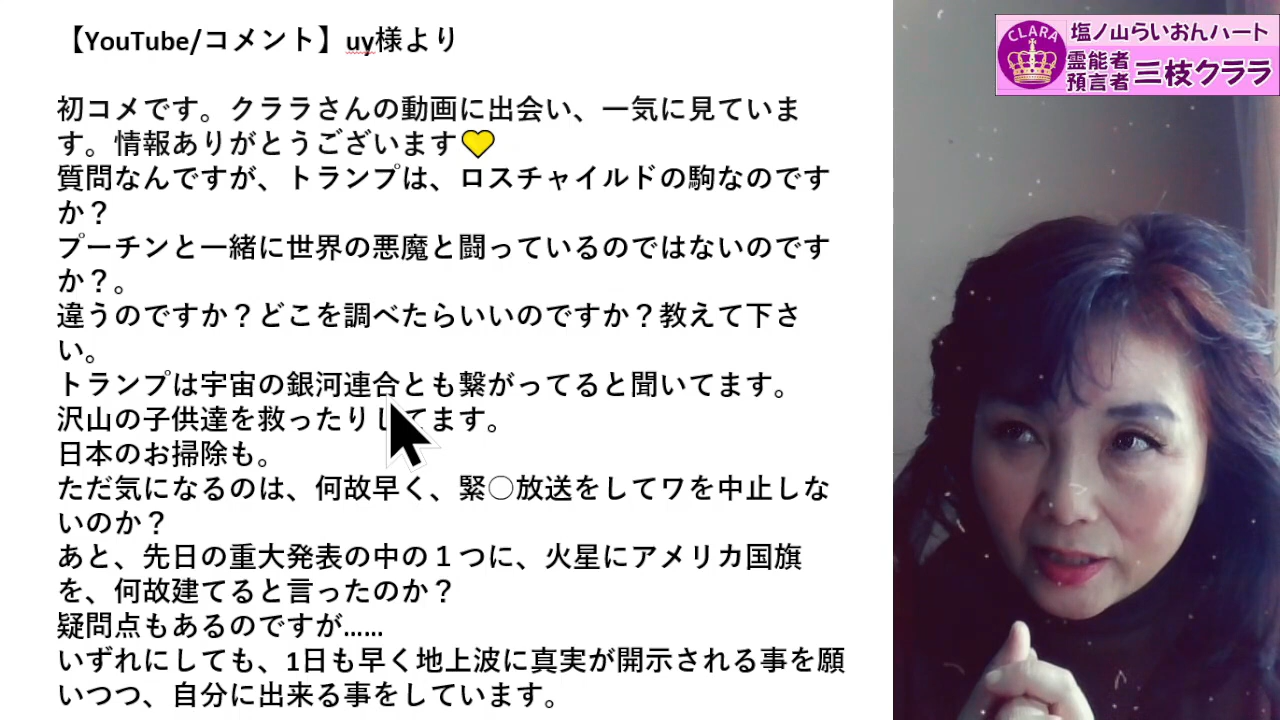 【YouTube/コメント】uy様より
初コメです。クララさんの動画に出会い、一気に見ていま
す。情報ありがとうございます💛
質問なんですが、トランプは、ロスチャイルドの駒なのです
か？
プーチンと一緒に世界の悪魔と闘っているのではないのです
か？。
違うのですか？どこを調べたらいいのですか？教えて下さ
い。
トランプは宇宙の銀河連合とも繋がってると聞いてます。
沢山の子供達を救ったりしてます。
日本のお掃除も。
ただ気になるのは、何故早く、緊〇放送をしてワを中止しな
いのか？
あと、先日の重大発表の中の１つに、火星にアメリカ国旗
を、何故建てると言ったのか？
疑問点もあるのですが……
いずれにしても、1日も早く地上波に真実が開示される事を願
いつつ、自分に出来る事をしています。
CLARA
塩ノ山らいおんハート
霊能者
預言者
三枝クララ